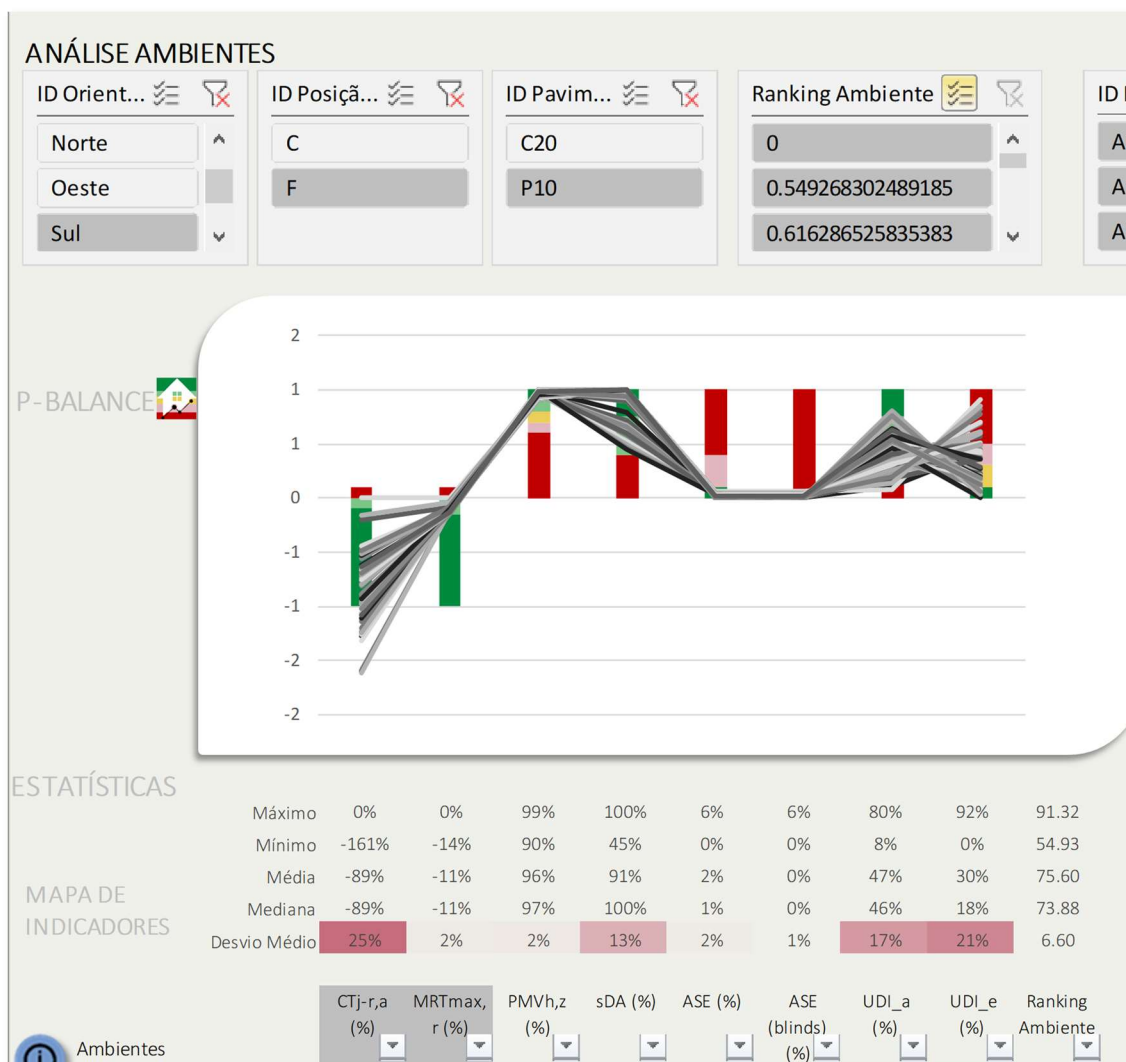 ANÁLISE AMBIENTES
ID Orient...
Norte
Oeste
Sul
ID Posiçã...
C
F
ID Pavim...
C20
P10
Ranking Ambiente
0
0.549268302489185
0.616286525835383
ID
A
A
A
P-BALANCE
2
1
1
0
-1
-1
-2
-2
ESTATÍSTICAS
Máximo 0% 0% 99% 100% 6% 6% 80% 92% 91.32
Mínimo -161% -14% 90% 45% 0% 0% 8% 0% 54.93
Média -89% -11% 96% 91% 2% 0% 47% 30% 75.60
Mediana -89% -11% 97% 100% 1% 0% 46% 18% 73.88
Desvio Médio 25% 2% 2% 13% 2% 1% 17% 21% 6.60
MAPA DE
INDICADORES
CTj-r,a MRTmax, PMVh,z sDA (%) ASE (%) ASE UDI_a UDI_e Ranking
(%) r (%) (%) (blinds) (%) (%) Ambiente
(%)
Ambientes